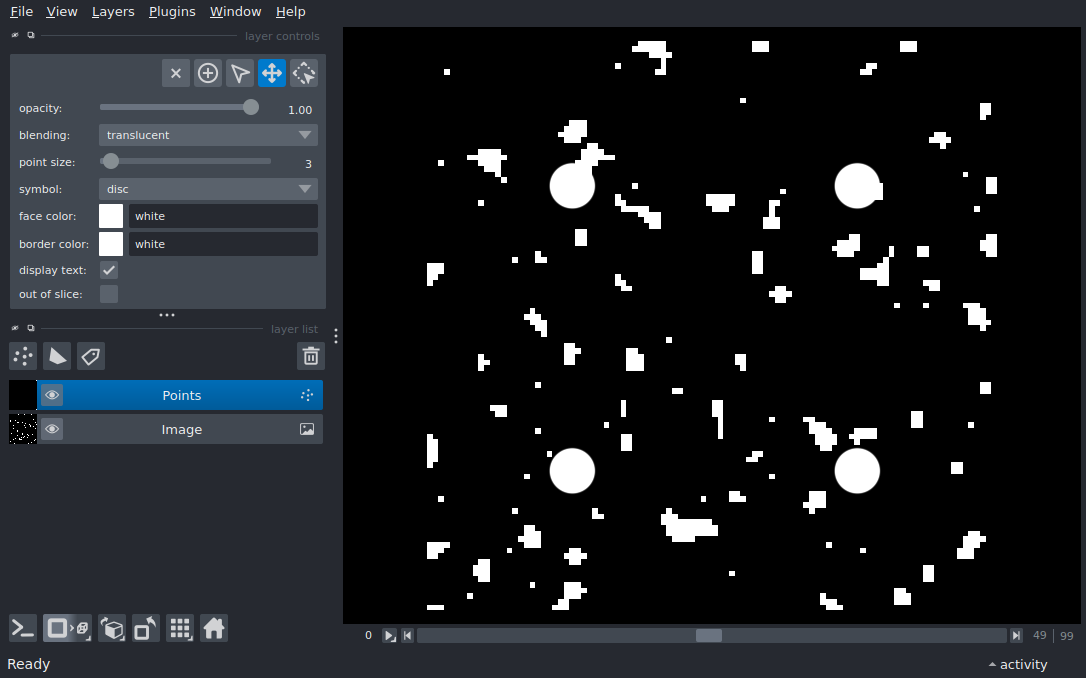 File View Layers Plugins Window Help
layer controls
opacity: 1.00
blending: translucent
point size: 3
symbol: disc
face color: white
border color: white
display text:
out of slice:
layer list
Points
Image
0 49 99
Ready activity